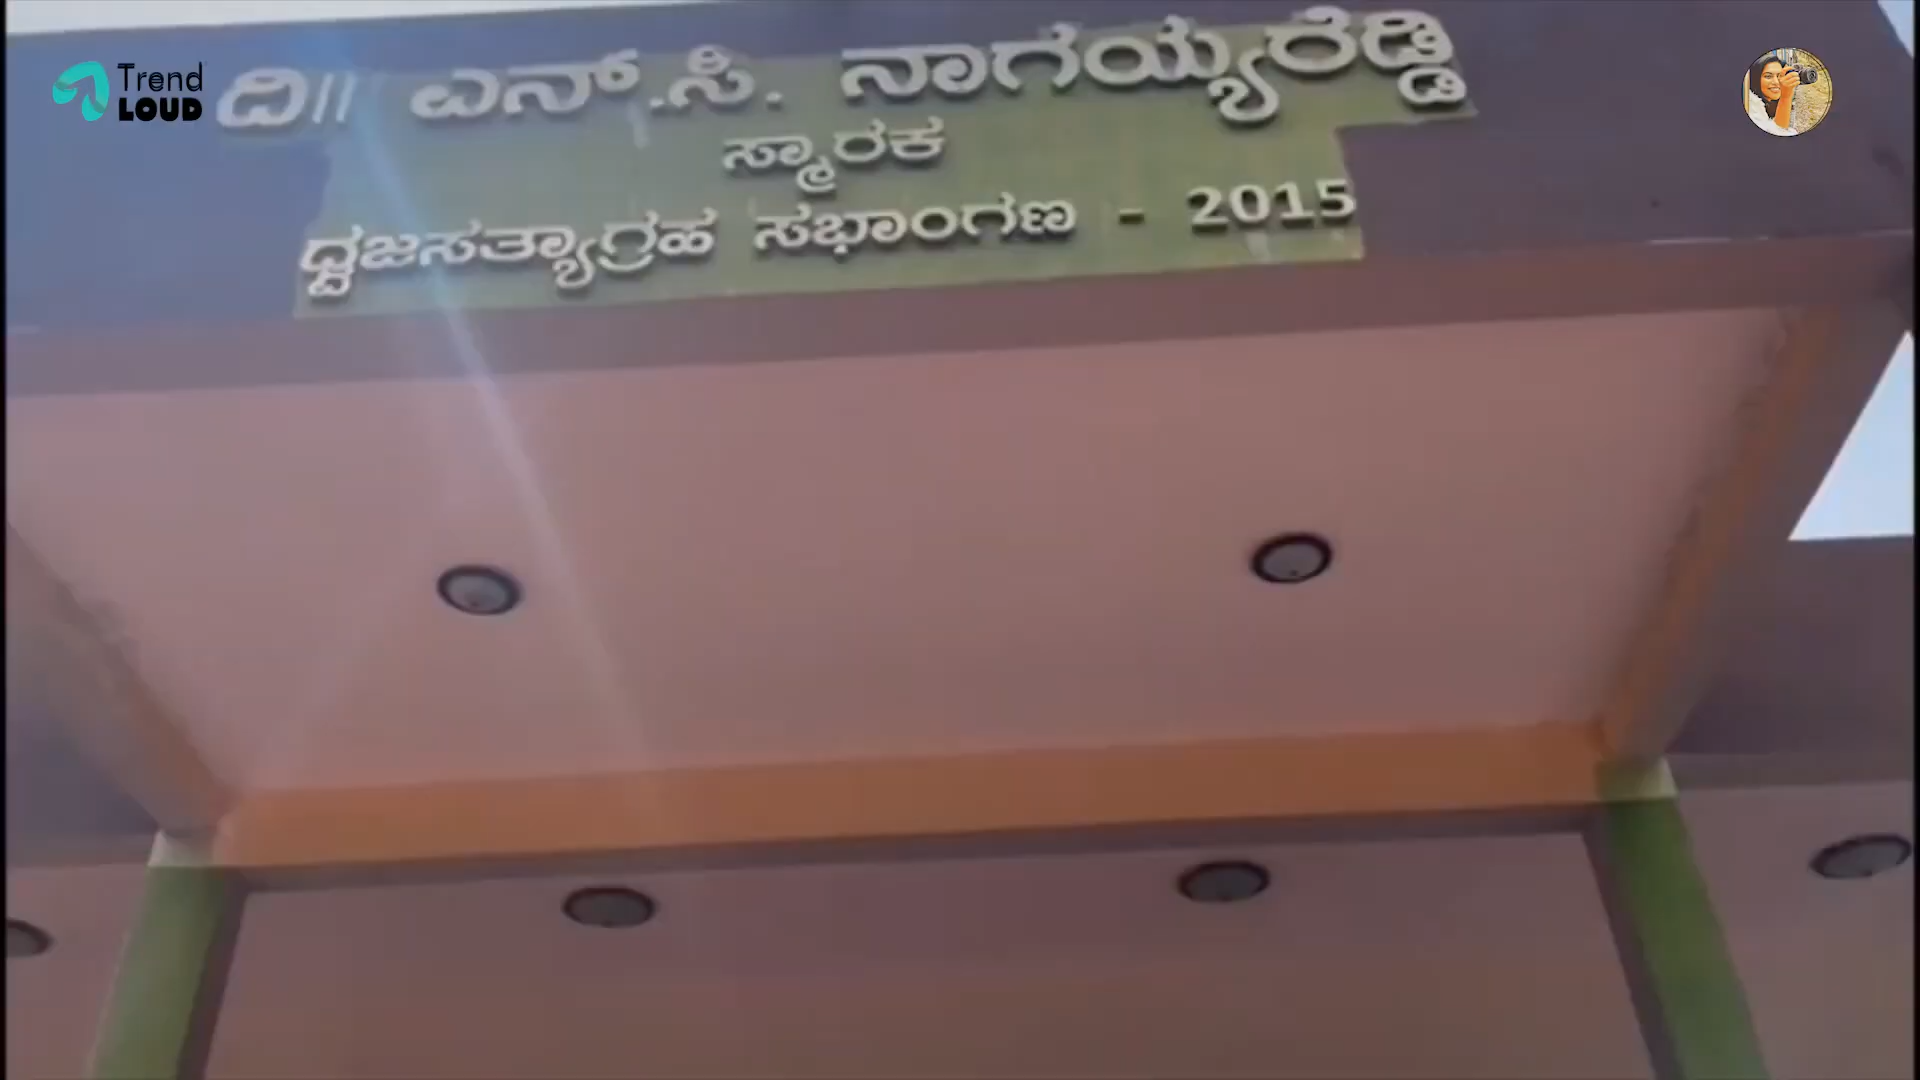 Trend
LOUD
ದಿ// ಎನ್.ಸಿ. ನಾಗಯ್ಯರೆಡ್ಡಿ
ಸ್ಮಾರಕ
ಧ್ವಜಸತ್ಯಾಗ್ರಹ ಸಭಾಂಗಣ - 2015